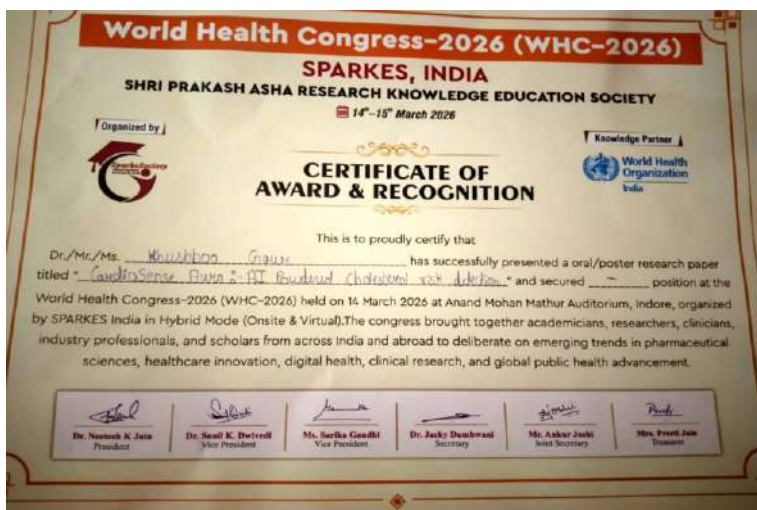 World Health Congress-2026 (WHC-2026)
SPARKES, INDIA
SHRI PRAKASH ASHA RESEARCH KNOWLEDGE EDUCATION SOCIETY
14th-15th March 2026
Organized by
Sparkes Society
Knowledge Partner
World Health
Organization
India
CERTIFICATE OF
AWARD & RECOGNITION
This is to proudly certify that
Dr./Mr./Ms. Khushboo Gour has successfully presented a oral/poster research paper
titled " CardioSense Aura :- AI Powered Cholesterol risk detection " and secured — position at the
World Health Congress-2026 (WHC-2026) held on 14 March 2026 at Anand Mohan Mathur Auditorium, Indore, organized
by SPARKES India in Hybrid Mode (Onsite & Virtual).The congress brought together academicians, researchers, clinicians,
industry professionals, and scholars from across India and abroad to deliberate on emerging trends in pharmaceutical
sciences, healthcare innovation, digital health, clinical research, and global public health advancement.
Dr. Neetesh K Jain
President
Dr. Sunil K. Dwivedi
Vice President
Ms. Sarika Gandhi
Vice President
Dr. Jacky Dumbwani
Secretary
Mr. Ankur Joshi
Joint Secretary
Mrs. Preeti Jain
Treasurer